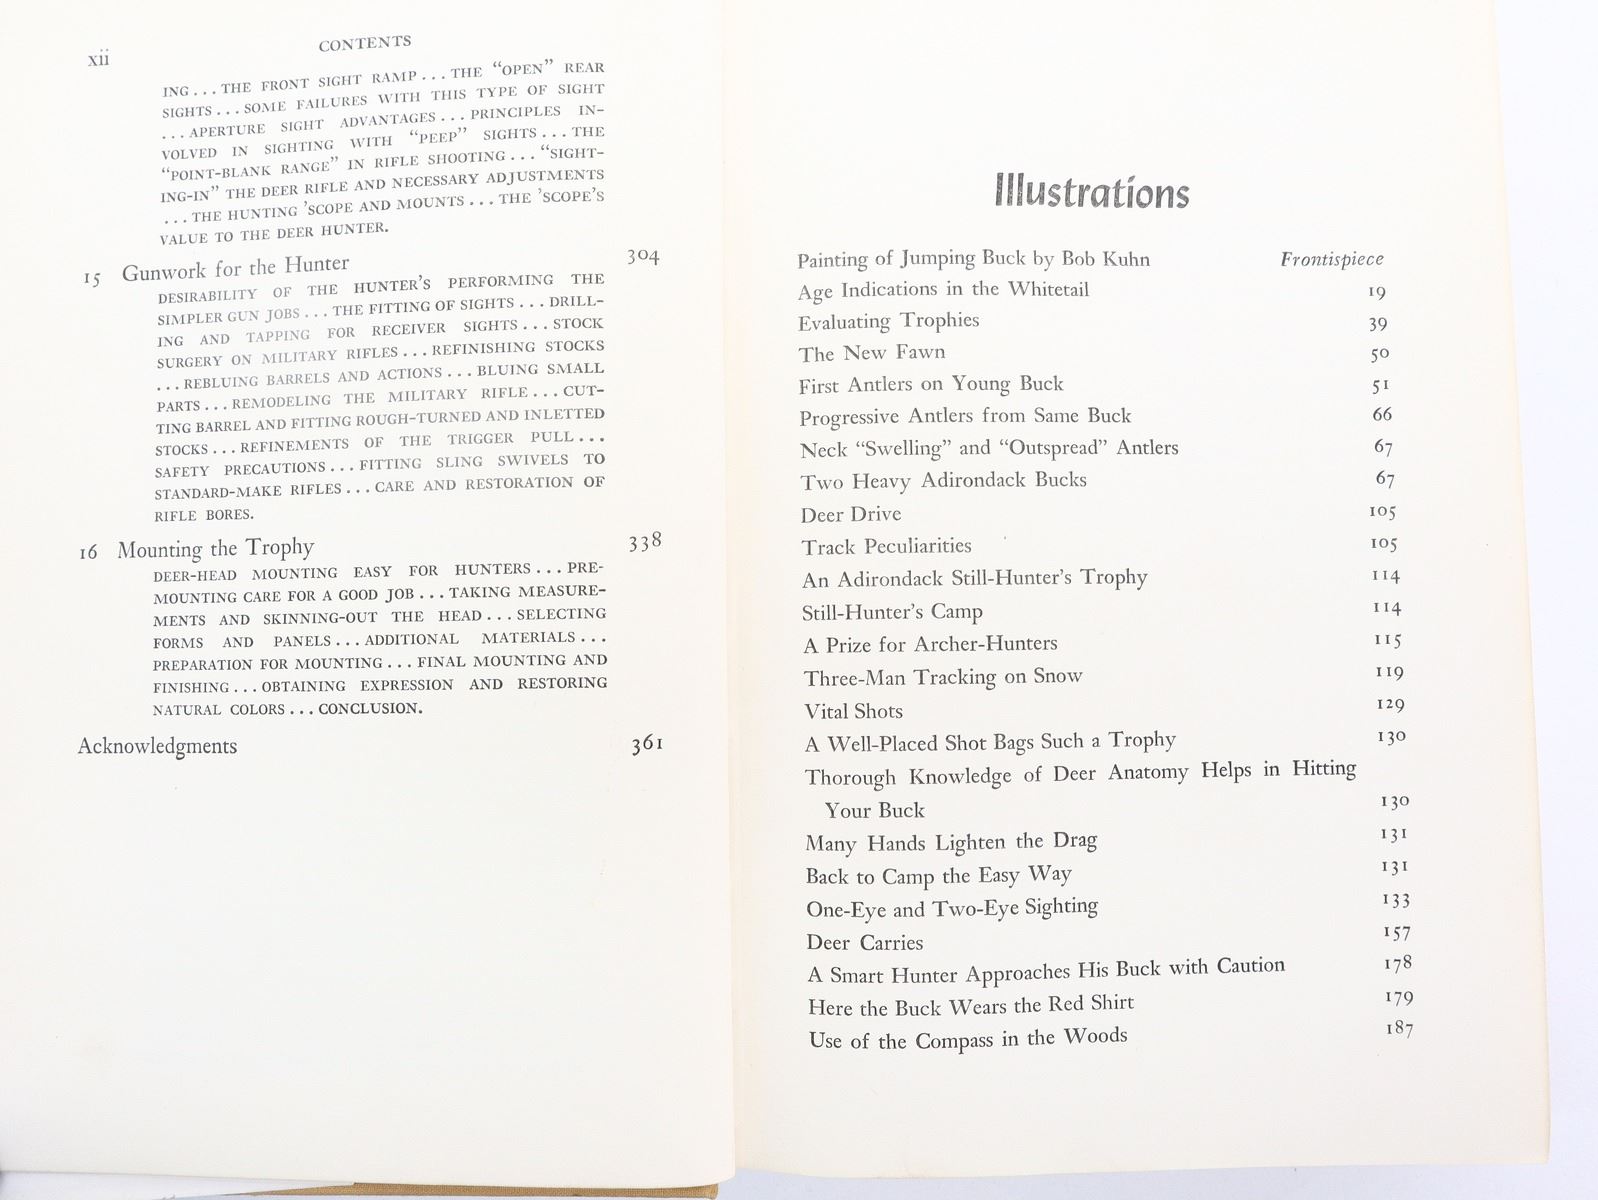 xii
CONTENTS
ING...THE FRONT SIGHT RAMP...THE "OPEN" REAR
SIGHTS...SOME FAILURES WITH THIS TYPE OF SIGHT
...APERTURE SIGHT ADVANTAGES...PRINCIPLES IN-
VOLVED IN SIGHTING WITH "PEEP" SIGHTS...THE
"POINT-BLANK RANGE" IN RIFLE SHOOTING..."SIGHT-
ING-IN" THE DEER RIFLE AND NECESSARY ADJUSTMENTS
...THE HUNTING 'SCOPE AND MOUNTS...THE 'SCOPE'S
VALUE TO THE DEER HUNTER.
15 Gunwork for the Hunter 304
DESIRABILITY OF THE HUNTER'S PERFORMING THE
SIMPLER GUN JOBS...THE FITTING OF SIGHTS...DRILL-
ING AND TAPPING FOR RECEIVER SIGHTS...STOCK
SURGERY ON MILITARY RIFLES...REFINISHING STOCKS
...REBLUING BARRELS AND ACTIONS...BLUING SMALL
PARTS...REMODELING THE MILITARY RIFLE...CUT-
TING BARREL AND FITTING ROUGH-TURNED AND INLETTED
STOCKS...REFINEMENTS OF THE TRIGGER PULL...
SAFETY PRECAUTIONS...FITTING SLING SWIVELS TO
STANDARD-MAKE RIFLES...CARE AND RESTORATION OF
RIFLE BORES.
16 Mounting the Trophy 338
DEER-HEAD MOUNTING EASY FOR HUNTERS...PRE-
MOUNTING CARE FOR A GOOD JOB...TAKING MEASURE-
MENTS AND SKINNING-OUT THE HEAD...SELECTING
FORMS AND PANELS...ADDITIONAL MATERIALS...
PREPARATION FOR MOUNTING...FINAL MOUNTING AND
FINISHING...OBTAINING EXPRESSION AND RESTORING
NATURAL COLORS...CONCLUSION.
Acknowledgments 361
Illustrations
Painting of Jumping Buck by Bob Kuhn Frontispiece
Age Indications in the Whitetail 19
Evaluating Trophies 39
The New Fawn 50
First Antlers on Young Buck 51
Progressive Antlers from Same Buck 66
Neck "Swelling" and "Outspread" Antlers 67
Two Heavy Adirondack Bucks 67
Deer Drive 105
Track Peculiarities 105
An Adirondack Still-Hunter's Trophy 114
Still-Hunter's Camp 114
A Prize for Archer-Hunters 115
Three-Man Tracking on Snow 119
Vital Shots 129
A Well-Placed Shot Bags Such a Trophy 130
Thorough Knowledge of Deer Anatomy Helps in Hitting
Your Buck 130
Many Hands Lighten the Drag 131
Back to Camp the Easy Way 131
One-Eye and Two-Eye Sighting 133
Deer Carries 157
A Smart Hunter Approaches His Buck with Caution 178
Here the Buck Wears the Red Shirt 179
Use of the Compass in the Woods 187